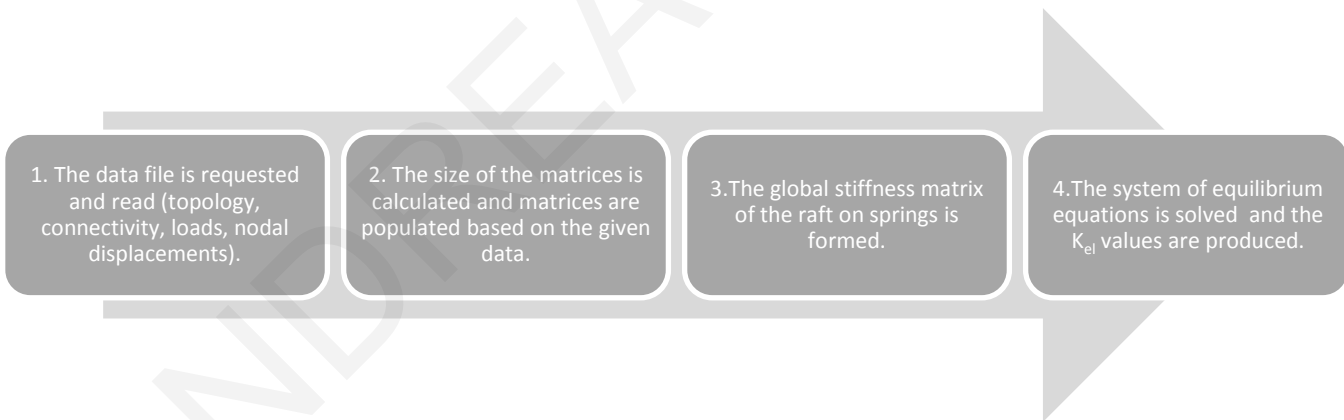 1. The data file is requested
and read (topology,
connectivity, loads, nodal
displacements).
2. The size of the matrices is
calculated and matrices are
populated based on the given
data.
3.The global stiffness matrix
of the raft on springs is
formed.
4.The system of equilibrium
equations is solved and the
Kel values are produced.